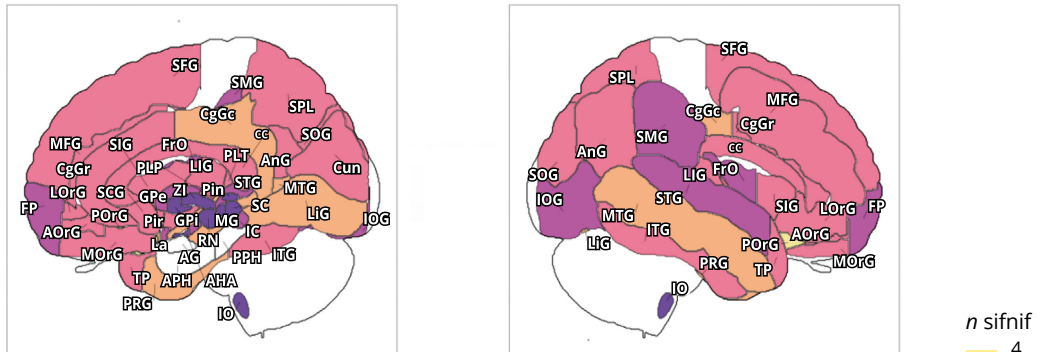 SFG
SMG
SPL
CgGc
cc
SOG
MFG
SIG
FrO
PLT
AnG
CgGr
PLP
LIG
Cun
STG
MTG
LOrG
SCG
GPe
ZI
Pin
SC
FP
POrG
Pir
GPi
MG
LiG
IOG
AOrG
La
RN
IC
MOrG
AG
PPH
ITG
TP
APH
AHA
PRG
IO
SFG
SPL
MFG
CgGc
CgGr
SMG
cc
AnG
FrO
SOG
LIG
IOG
STG
SIG
LOrG
FP
MTG
ITG
AOrG
LiG
POrG
MOrG
PRG
TP
IO
n sifnif
4